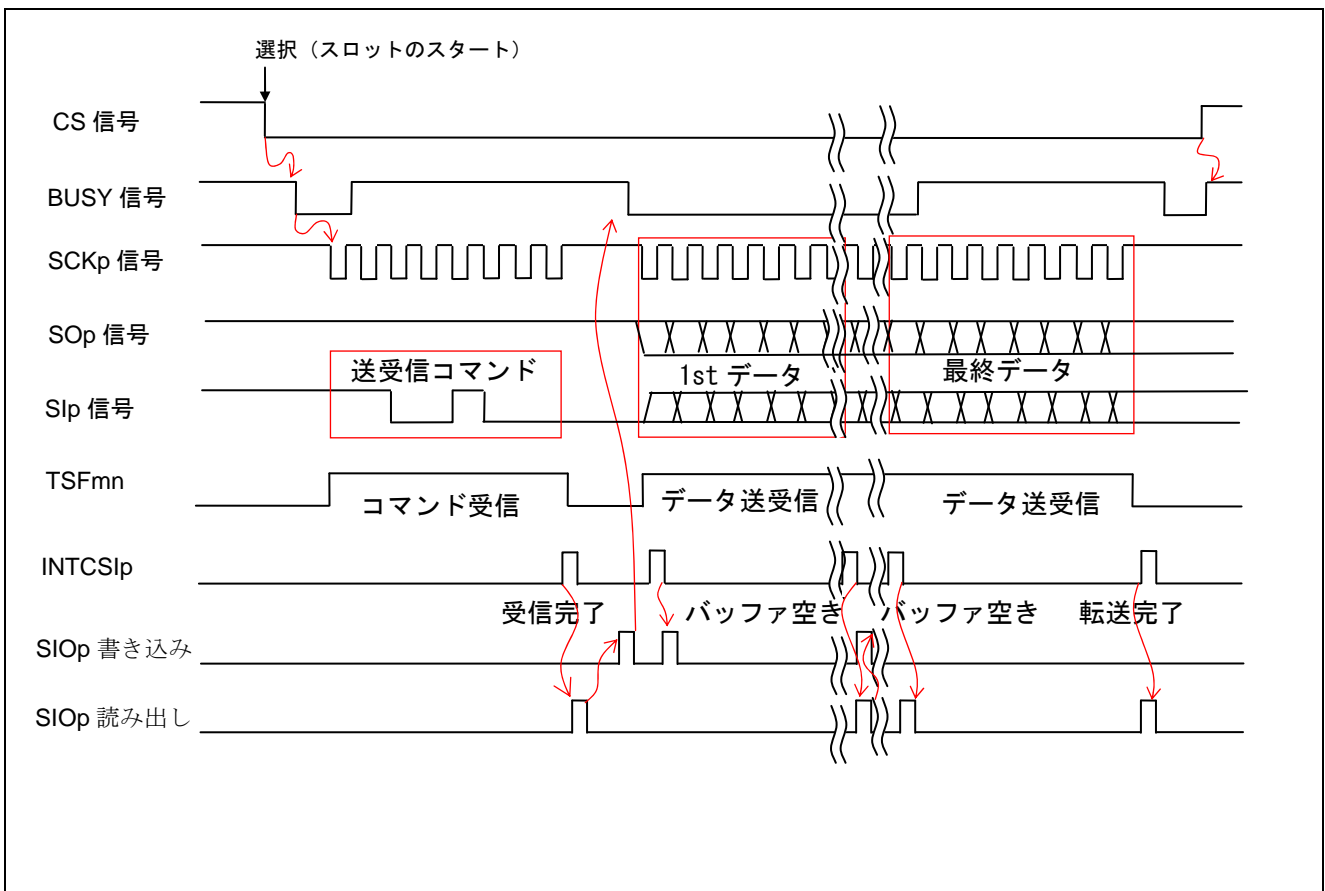 選択（スロットのスタート）
CS 信号
BUSY 信号
SCKp 信号
SOp 信号
送受信コマンド
1st データ
最終データ
SIp 信号
TSFmn
コマンド受信
データ送受信
データ送受信
INTCSIp
受信完了
バッファ空き
バッファ空き
転送完了
SIOp 書き込み
SIOp 読み出し